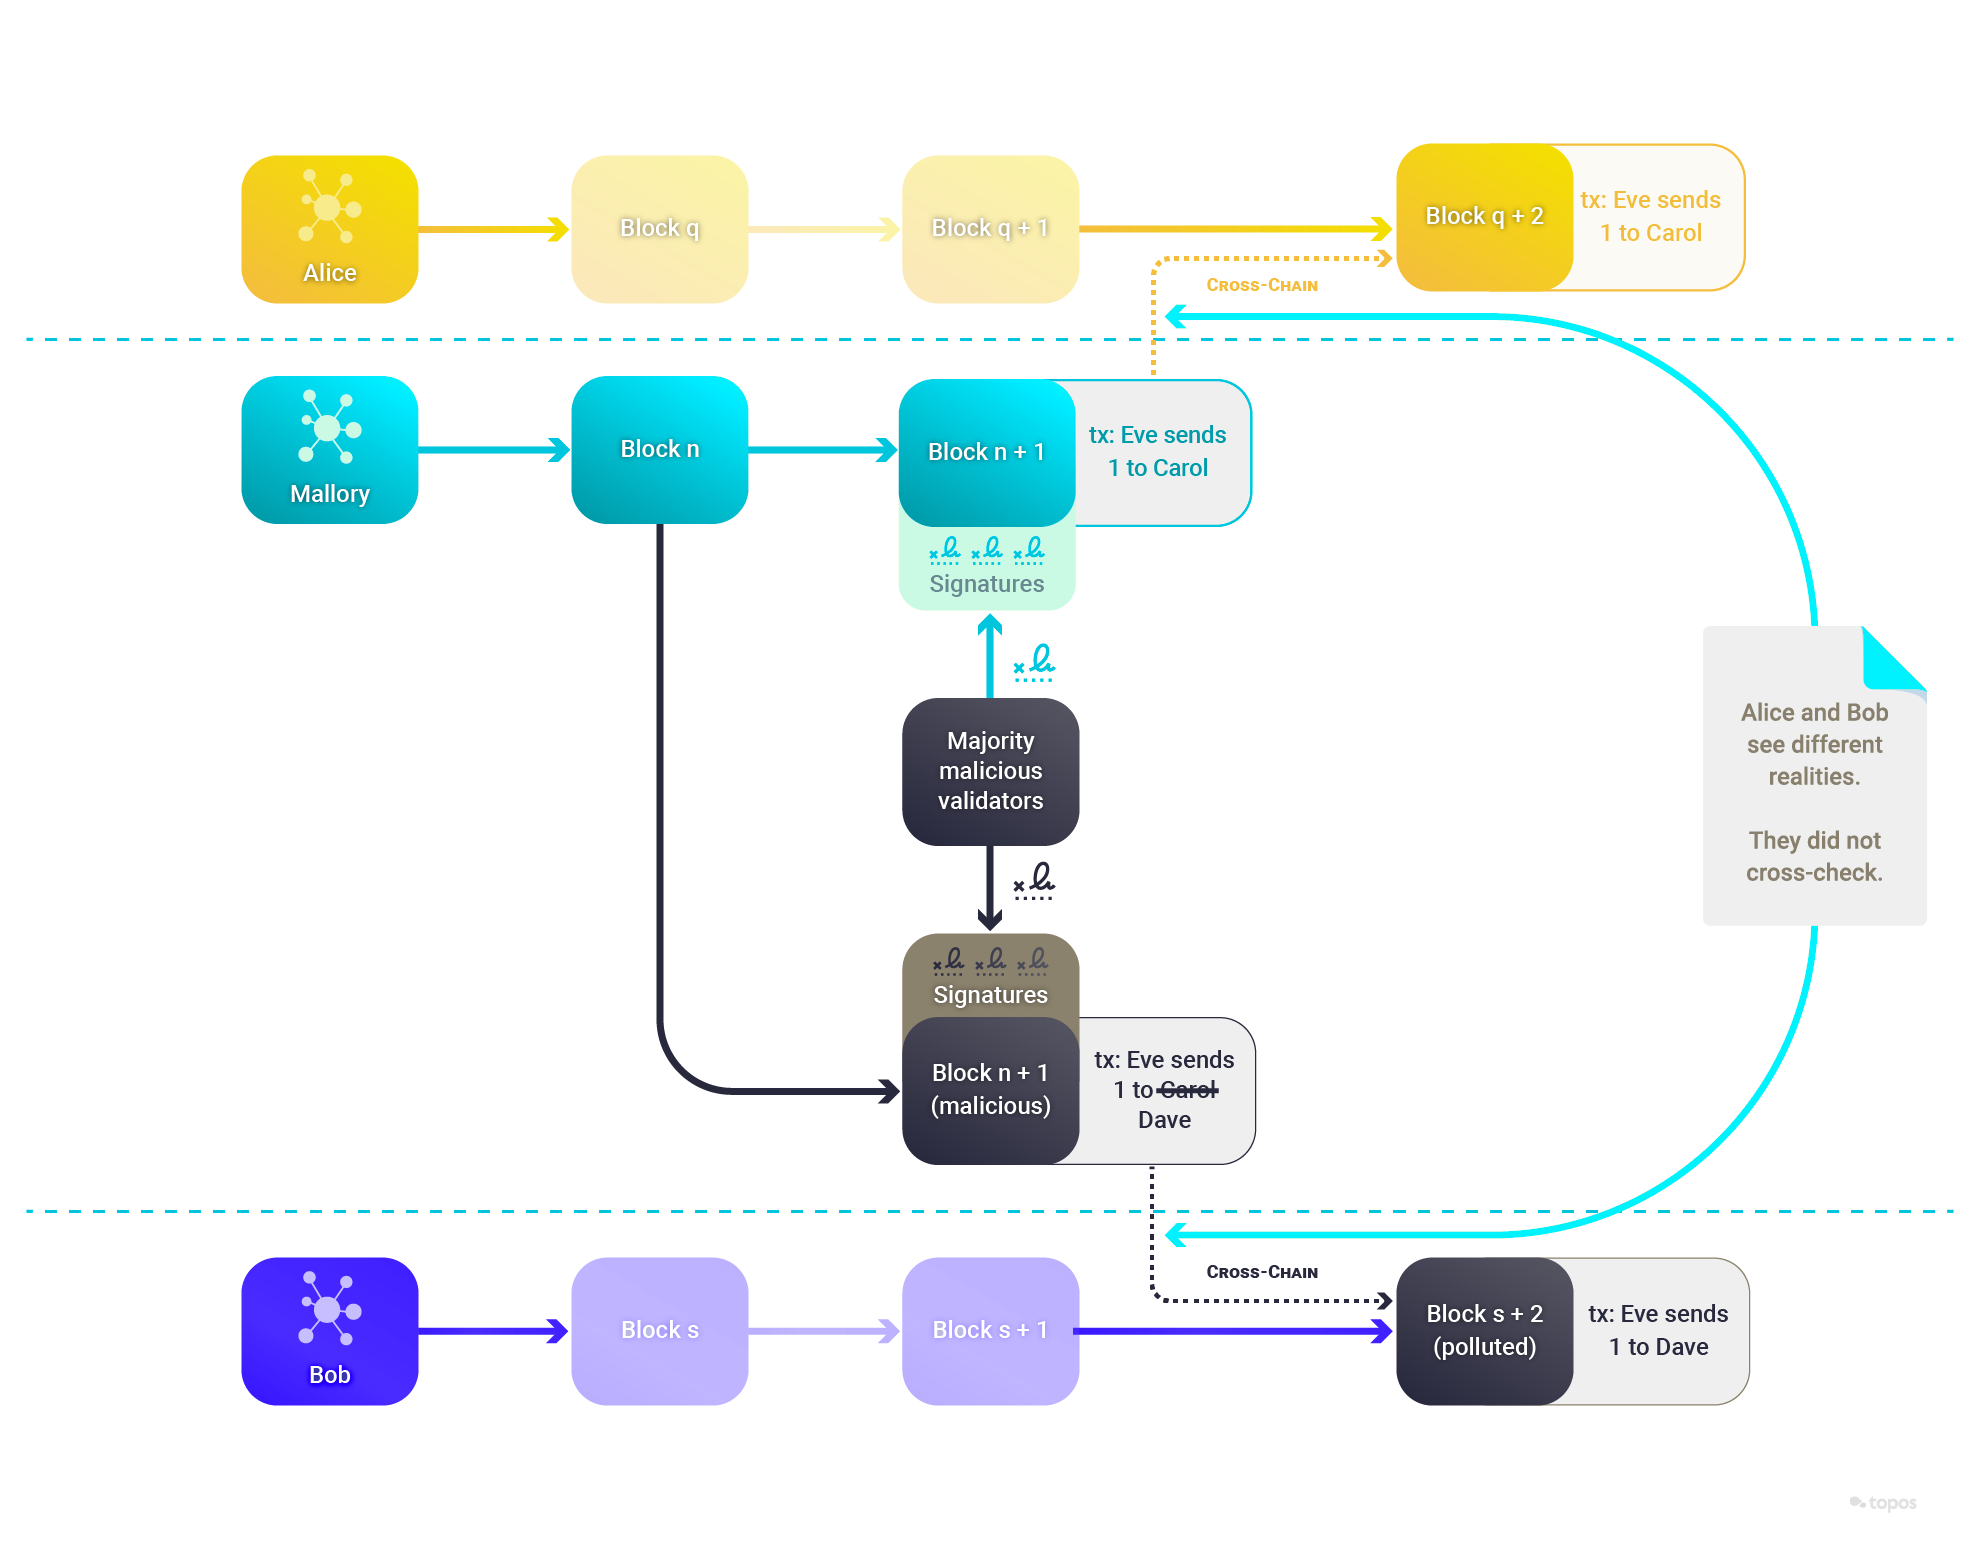 Alice
Block q
Block q + 1
Block q + 2
tx: Eve sends
1 to Carol
Cross-Chain
Mallory
Block n
Block n + 1
tx: Eve sends
1 to Carol
Signatures
Majority
malicious
validators
Signatures
Block n + 1
(malicious)
tx: Eve sends
1 to Carol
Dave
Alice and Bob
see different
realities.
They did not
cross-check.
Cross-Chain
Bob
Block s
Block s + 1
Block s + 2
(polluted)
tx: Eve sends
1 to Dave
topos